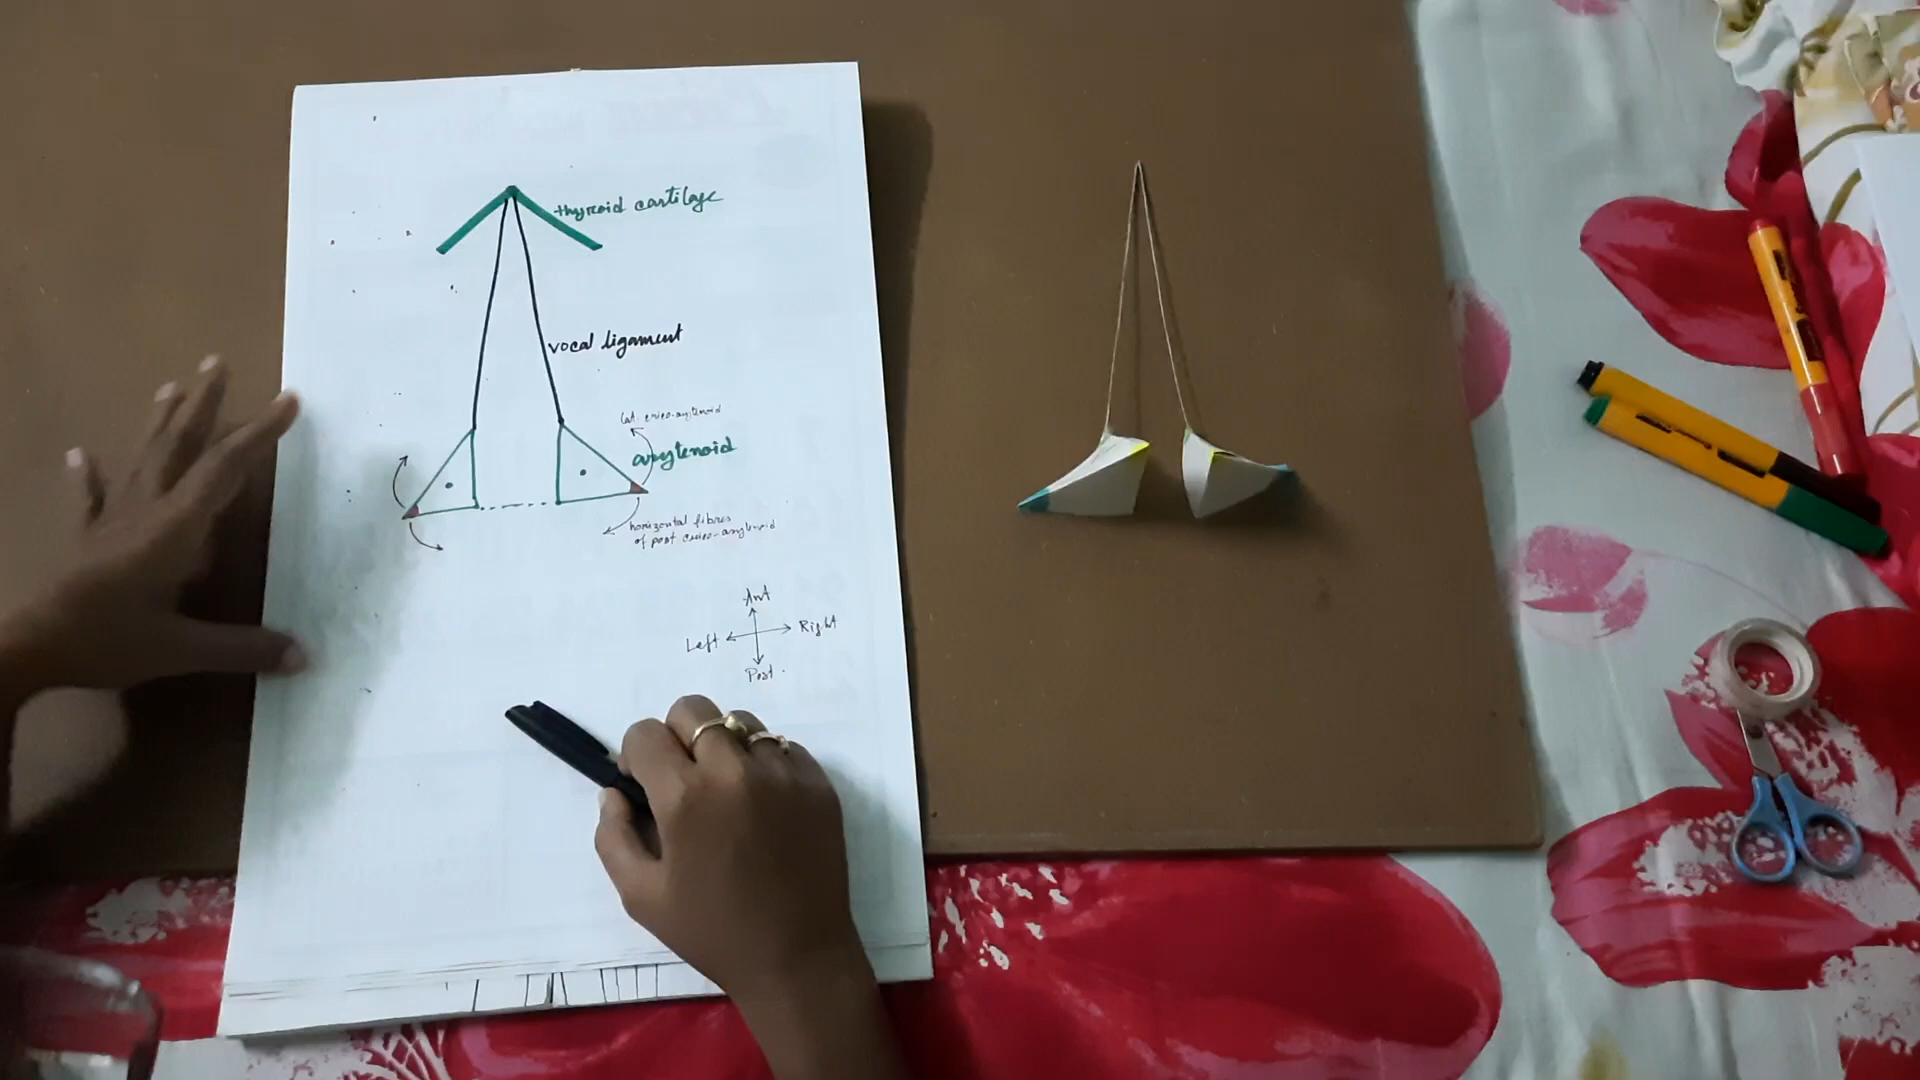 thyroid cartilage
vocal ligament
lat. crico-arytenoid
arytenoid
horizontal fibres
of post crico-arytenoid
Ant
Left
Right
Post.